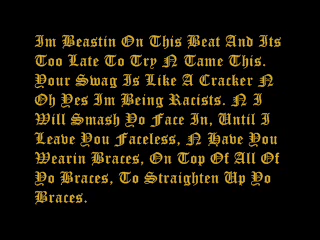 Im Beastin On This Beat And Its
Too Late To Try N Tame This.
Your Swag Is Like A Cracker N
Oh Yes Im Being Racists. N I
Will Smash Yo Face In, Until I
Leave You Faceless, N Have You
Wearin Braces, On Top Of All Of
Yo Braces, To Straighten Up Yo
Braces.